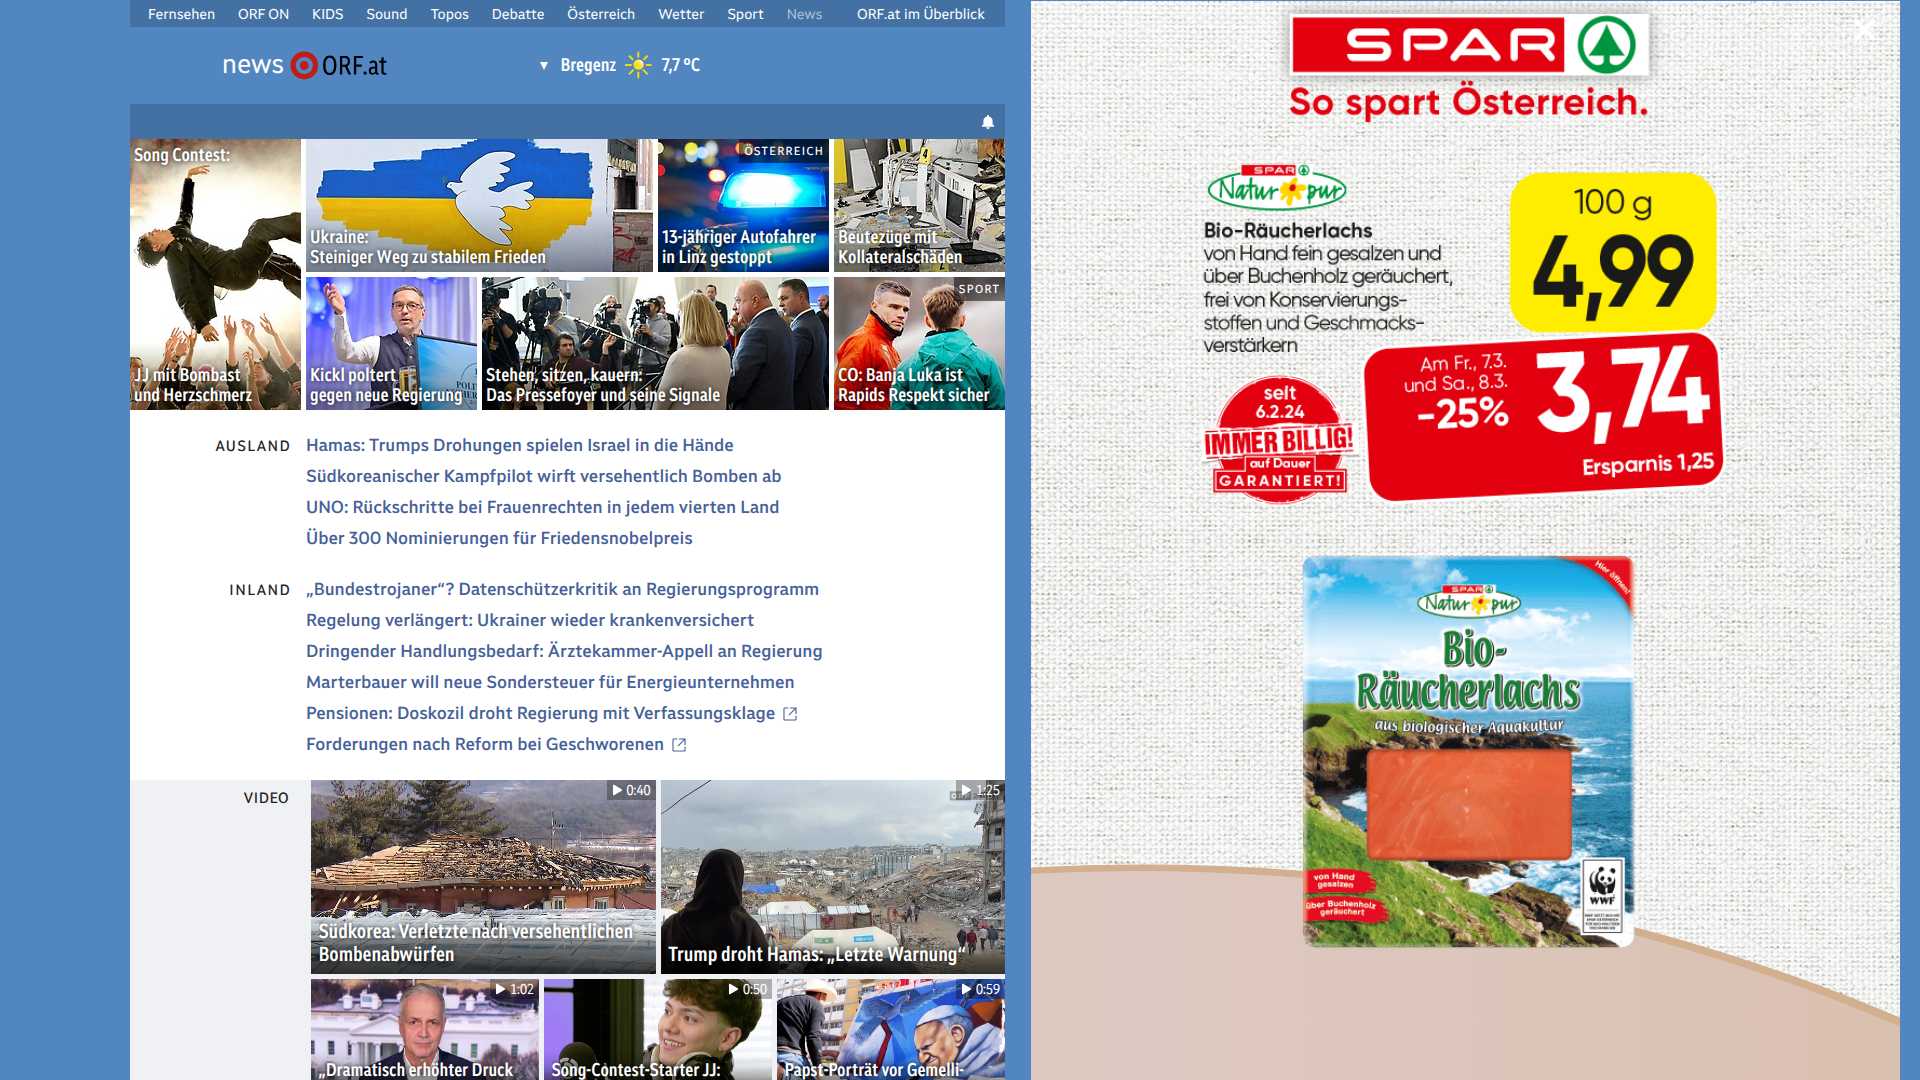 Fernsehen ORF ON KIDS Sound Topos Debatte Österreich Wetter Sport News ORF.at im Überblick
news ORF.at
▼ Bregenz 7,7 °C
Song Contest:
JJ mit Bombast
und Herzschmerz
Ukraine:
Steiniger Weg zu stabilem Frieden
ÖSTERREICH
13-jähriger Autofahrer
in Linz gestoppt
4
Beutezüge mit
Kollateralschäden
Kickl poltert
gegen neue Regierung
Stehen, sitzen, kauern:
Das Pressefoyer und seine Signale
SPORT
CO: Banja Luka ist
Rapids Respekt sicher
AUSLAND
Hamas: Trumps Drohungen spielen Israel in die Hände
Südkoreanischer Kampfpilot wirft versehentlich Bomben ab
UNO: Rückschritte bei Frauenrechten in jedem vierten Land
Über 300 Nominierungen für Friedensnobelpreis
INLAND
„Bundestrojaner“? Datenschützerkritik an Regierungsprogramm
Regelung verlängert: Ukrainer wieder krankenversichert
Dringender Handlungsbedarf: Ärztekammer-Appell an Regierung
Marterbauer will neue Sondersteuer für Energieunternehmen
Pensionen: Doskozil droht Regierung mit Verfassungsklage
Forderungen nach Reform bei Geschworenen
VIDEO
0:40
Südkorea: Verletzte nach versehentlichen
Bombenabwürfen
1:25
Trump droht Hamas: „Letzte Warnung“
1:02
„Dramatisch erhöhter Druck
0:50
Song-Contest-Starter JJ:
0:59
Papst-Porträt vor Gemelli-
SPAR
So spart Österreich.
SPAR
Natur pur
Bio-Räucherlachs
von Hand fein gesalzen und
über Buchenholz geräuchert,
frei von Konservierungs-
stoffen und Geschmacks-
verstärkern
100 g
4,99
Am Fr., 7.3.
und Sa., 8.3.
-25%
3,74
Ersparnis 1,25
seit
6.2.24
IMMER BILLIG!
auf Dauer
GARANTIERT!
Hier öffnen!
SPAR
Natur pur
Bio-
Räucherlachs
aus biologischer Aquakultur
von Hand
gesalzen
über Buchenholz
geräuchert
WWF